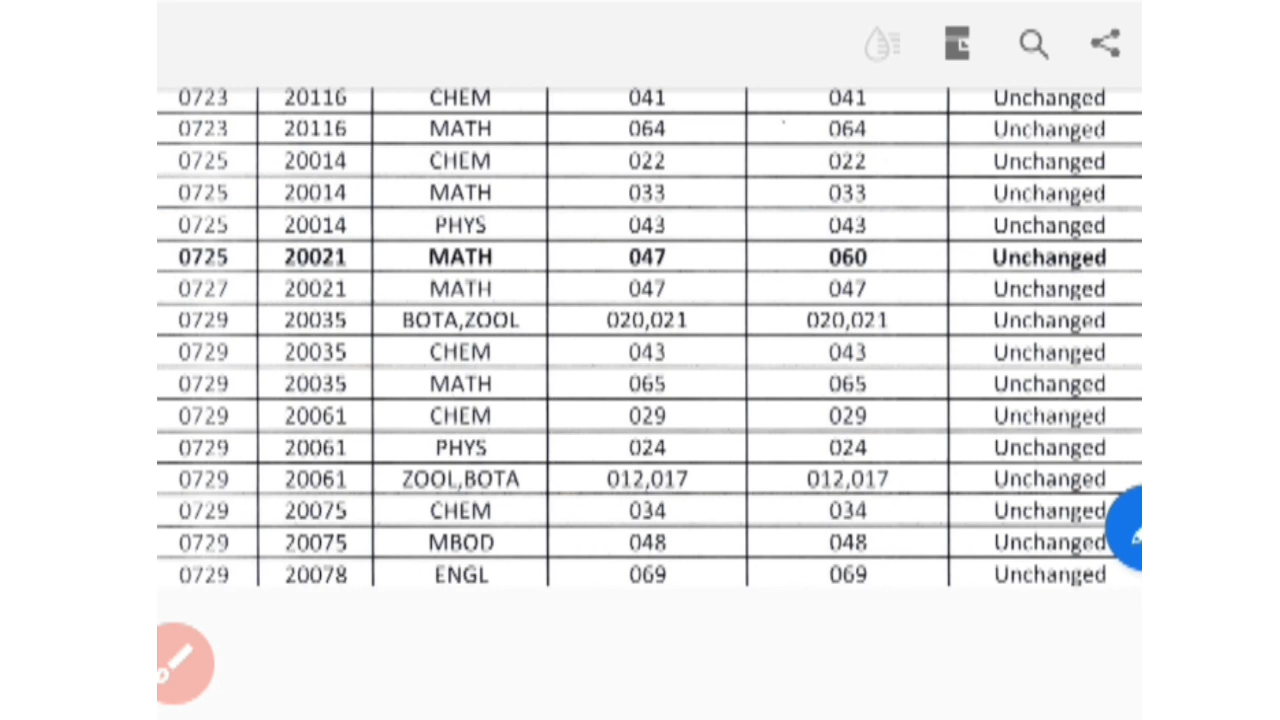 0723 20116 CHEM 041 041 Unchanged
0723 20116 MATH 064 064 Unchanged
0725 20014 CHEM 022 022 Unchanged
0725 20014 MATH 033 033 Unchanged
0725 20014 PHYS 043 043 Unchanged
0725 20021 MATH 047 060 Unchanged
0727 20021 MATH 047 047 Unchanged
0729 20035 BOTA,ZOOL 020,021 020,021 Unchanged
0729 20035 CHEM 043 043 Unchanged
0729 20035 MATH 065 065 Unchanged
0729 20061 CHEM 029 029 Unchanged
0729 20061 PHYS 024 024 Unchanged
0729 20061 ZOOL,BOTA 012,017 012,017 Unchanged
0729 20075 CHEM 034 034 Unchanged
0729 20075 MBOD 048 048 Unchanged
0729 20078 ENGL 069 069 Unchanged